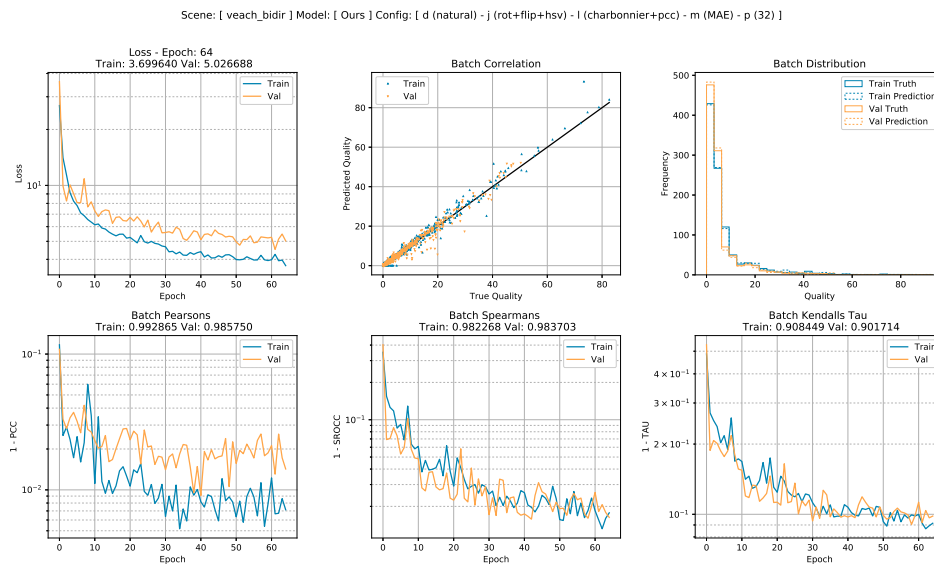 Scene: [ veach_bidir ] Model: [ Ours ] Config: [ d (natural) - j (rot+flip+hsv) - l (charbonnier+pcc) - m (MAE) - p (32) ]
Loss - Epoch: 64
Train: 3.699640 Val: 5.026688
Train
Val
Loss
10¹
0 10 20 30 40 50 60
Epoch
Batch Correlation
Train
Val
Predicted Quality
80
60
40
20
0
0 20 40 60 80
True Quality
Batch Distribution
Train Truth
Train Prediction
Val Truth
Val Prediction
Frequency
500
400
300
200
100
0
0 20 40 60 80
Quality
Batch Pearsons
Train: 0.992865 Val: 0.985750
Train
Val
1 - PCC
10⁻¹
10⁻²
0 10 20 30 40 50 60
Epoch
Batch Spearmans
Train: 0.982268 Val: 0.983703
Train
Val
1 - SROCC
10⁻¹
0 10 20 30 40 50 60
Epoch
Batch Kendalls Tau
Train: 0.908449 Val: 0.901714
Train
Val
1 - TAU
4 × 10⁻¹
3 × 10⁻¹
2 × 10⁻¹
10⁻¹
0 10 20 30 40 50 60
Epoch